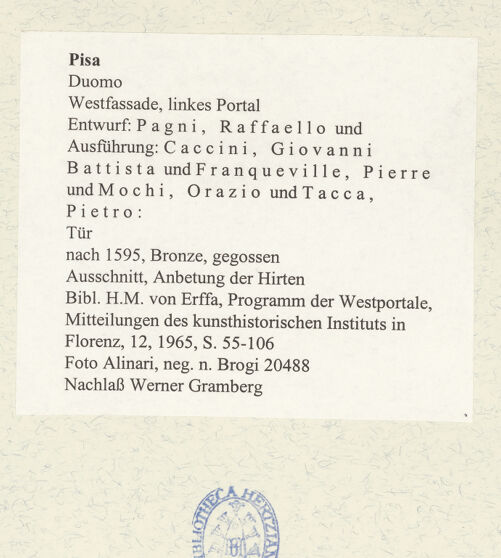 Pisa
Duomo
Westfassade, linkes Portal
Entwurf: Pagni, Raffaello und
Ausführung: Caccini, Giovanni
Battista und Franqueville, Pierre
und Mochi, Orazio und Tacca,
Pietro:
Tür
nach 1595, Bronze, gegossen
Ausschnitt, Anbetung der Hirten
Bibl. H.M. von Erffa, Programm der Westportale,
Mitteilungen des kunsthistorischen Instituts in
Florenz, 12, 1965, S. 55-106
Foto Alinari, neg. n. Brogi 20488
Nachlaß Werner Gramberg
BLIOTHECA HERTZIAN